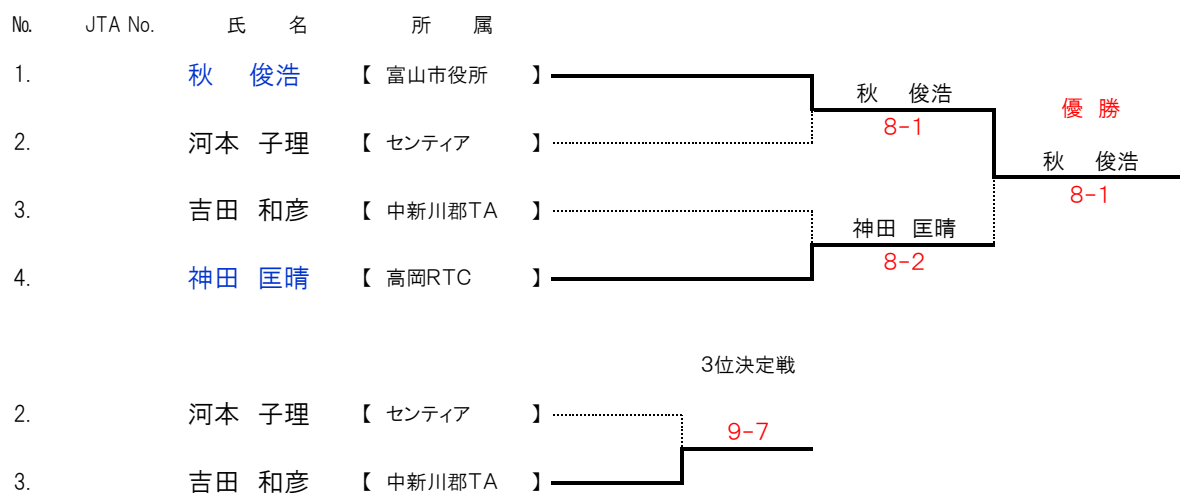 No. JTA No. 氏 名 所 属
1. 秋 俊浩 【 富山市役所 】
秋 俊浩
8-1
優 勝
2. 河本 子理 【 センティア 】
秋 俊浩
8-1
3. 吉田 和彦 【 中新川郡TA 】
神田 匡晴
8-2
4. 神田 匡晴 【 高岡RTC 】
3位決定戦
2. 河本 子理 【 センティア 】
9-7
3. 吉田 和彦 【 中新川郡TA 】